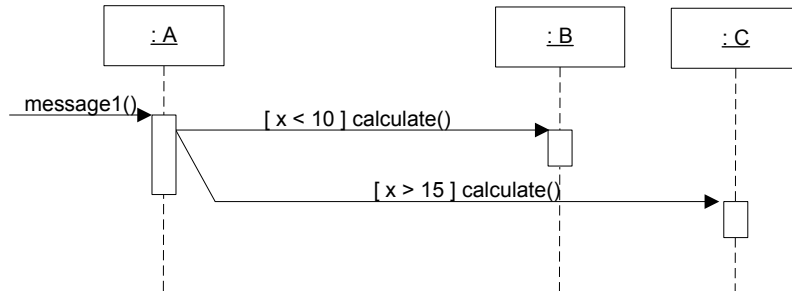 : A
: B
: C
message1()
[ x < 10 ] calculate()
[ x > 15 ] calculate()